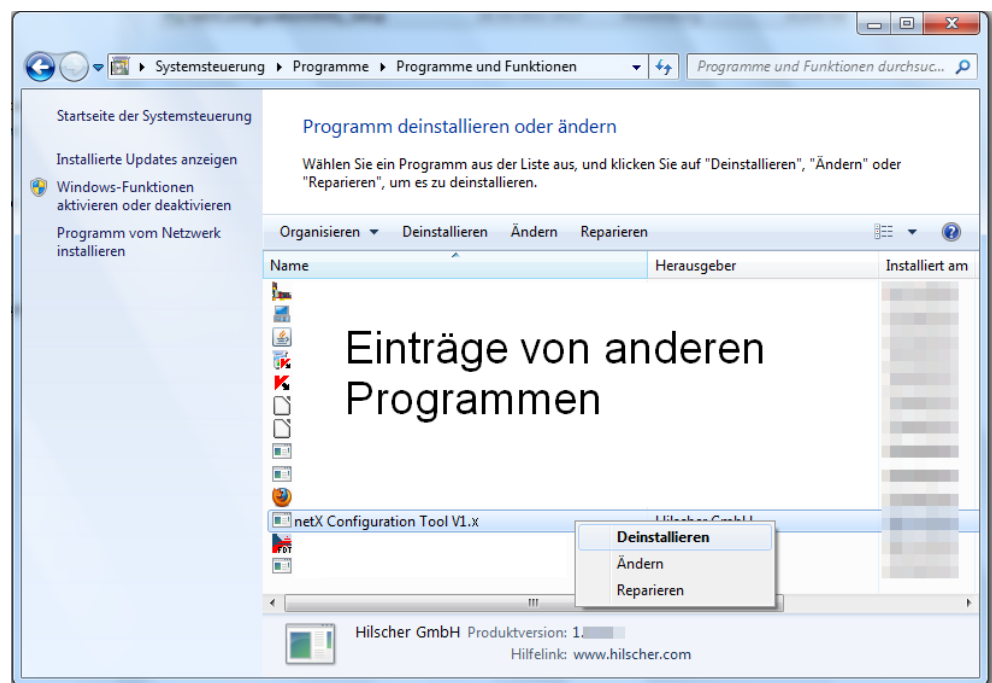 Systemsteuerung ▸ Programme ▸ Programme und Funktionen
Programme und Funktionen durchsuc...
Startseite der Systemsteuerung
Installierte Updates anzeigen
Windows-Funktionen
aktivieren oder deaktivieren
Programm vom Netzwerk
installieren
Programm deinstallieren oder ändern
Wählen Sie ein Programm aus der Liste aus, und klicken Sie auf "Deinstallieren", "Ändern" oder
"Reparieren", um es zu deinstallieren.
Organisieren Deinstallieren Ändern Reparieren
Name Herausgeber Installiert am
Einträge von anderen
Programmen
netX Configuration Tool V1.x Hilscher GmbH
FDT
Deinstallieren
Ändern
Reparieren
Hilscher GmbH Produktversion: 1.
Hilfelink: www.hilscher.com